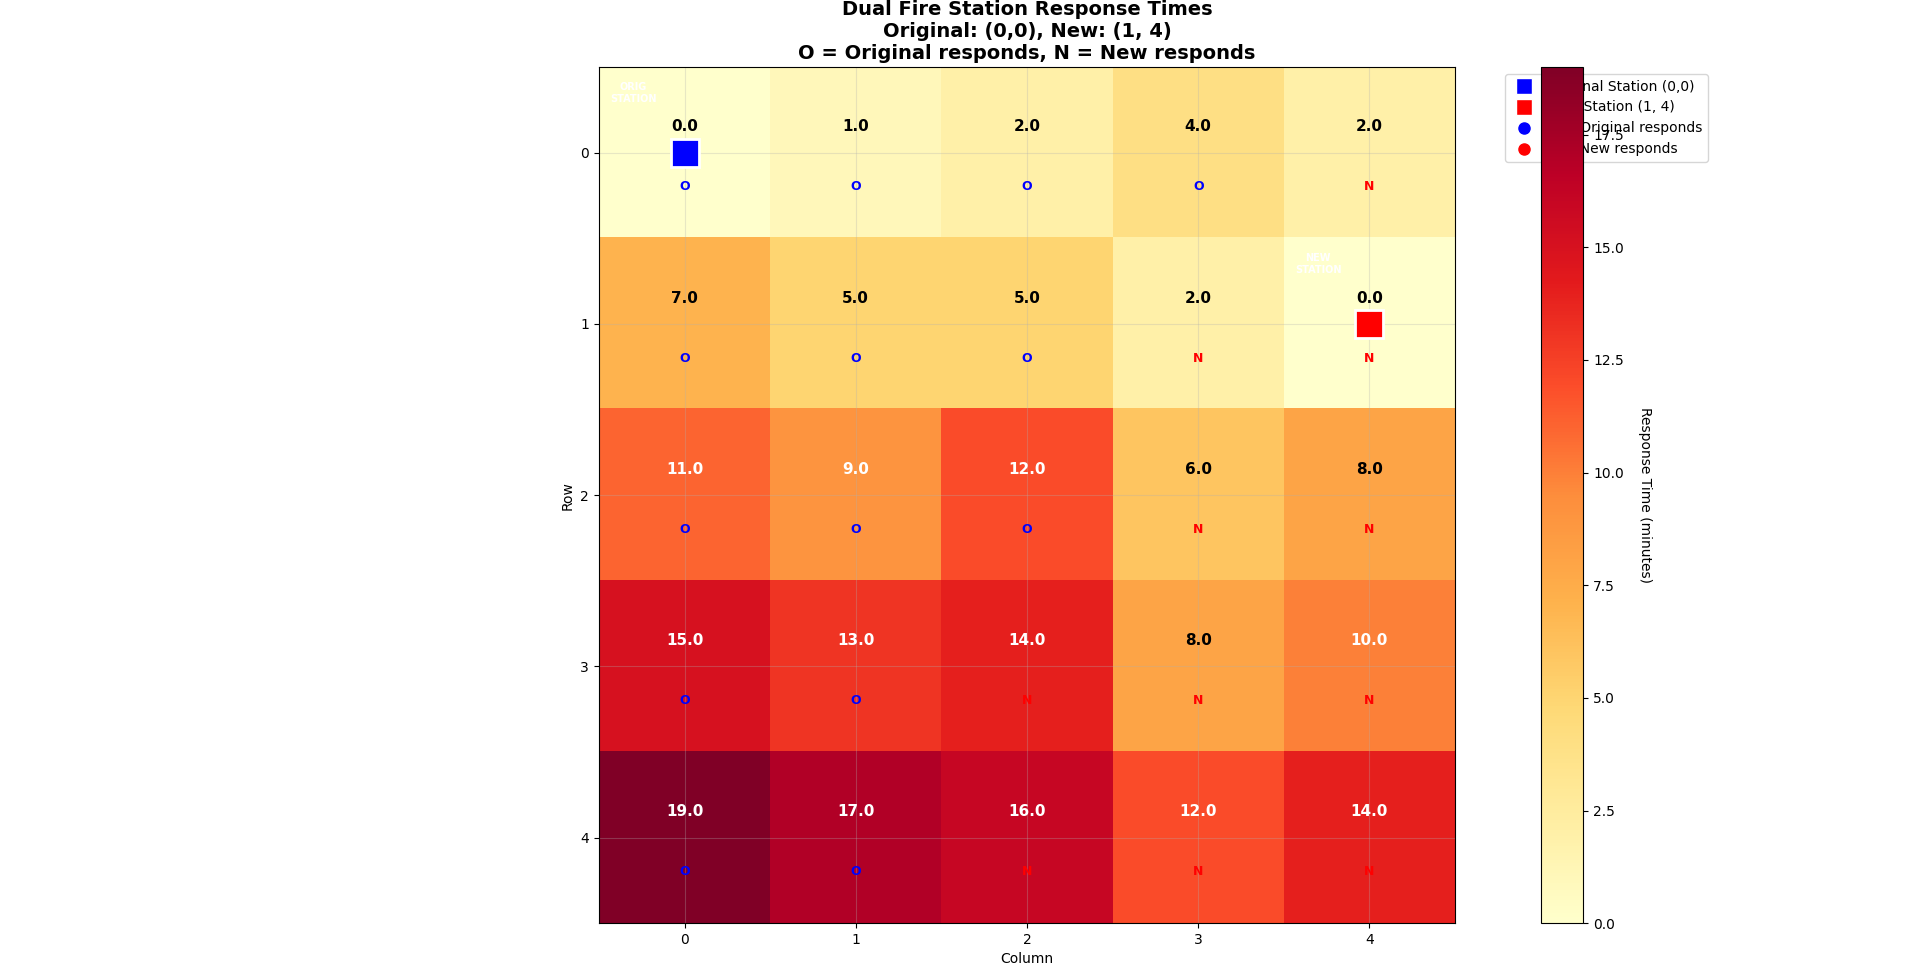 Dual Fire Station Response Times
Original: (0,0), New: (1, 4)
O = Original responds, N = New responds
STATION
0.0 1.0 2.0 4.0 2.0
0
O O O O N
NEW
STATION
7.0 5.0 5.0 2.0 0.0
1
O O O N N
11.0 9.0 12.0 6.0 8.0
2
O O O N N
15.0 13.0 14.0 8.0 10.0
3
O O N N N
19.0 17.0 16.0 12.0 14.0
4
O O N N N
0 1 2 3 4
Column
Row
nal Station (0,0)
Station (1, 4)
Original responds
New responds
17.5
15.0
12.5
10.0
7.5
5.0
2.5
0.0
Response Time (minutes)